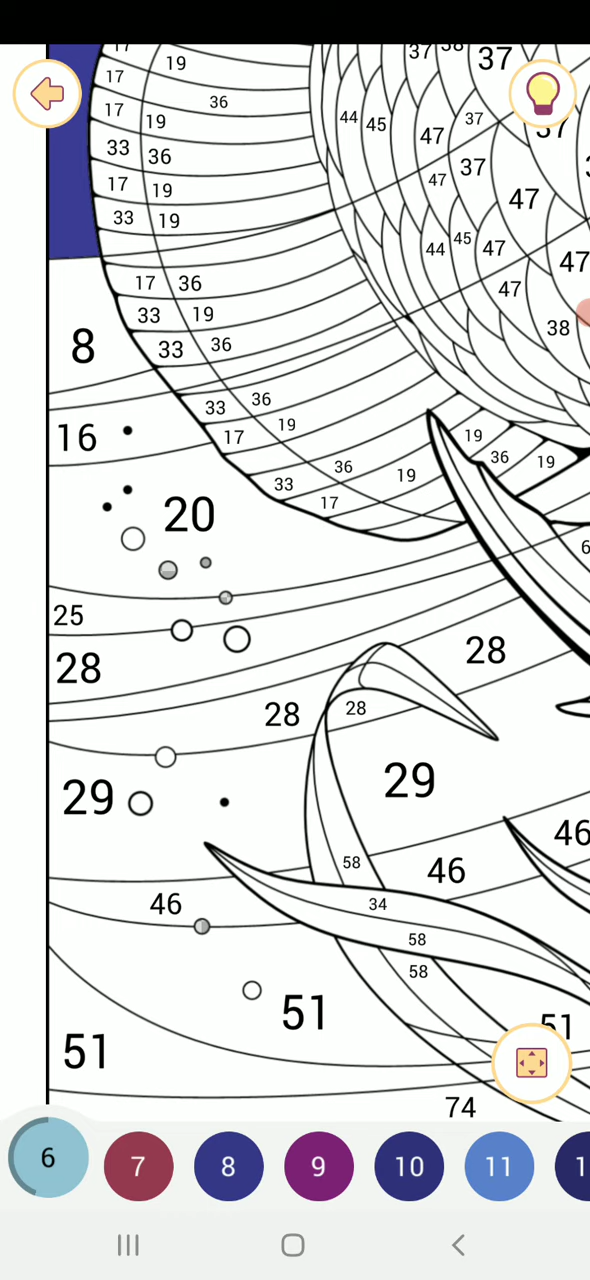 17 19 37 38 37
17 36
17 19 44 45 47 37 37
33 36 37
17 19 47 47
33 19 44 45 47 47
17 36 47
33 19 38
8 33 36
33 36
16 17 19 19
36 19
36 19
33
20 17
6
25
28 28
28 28
29 29
46
58 46
46 34
58
58
51 51
51
74
6 7 8 9 10 11